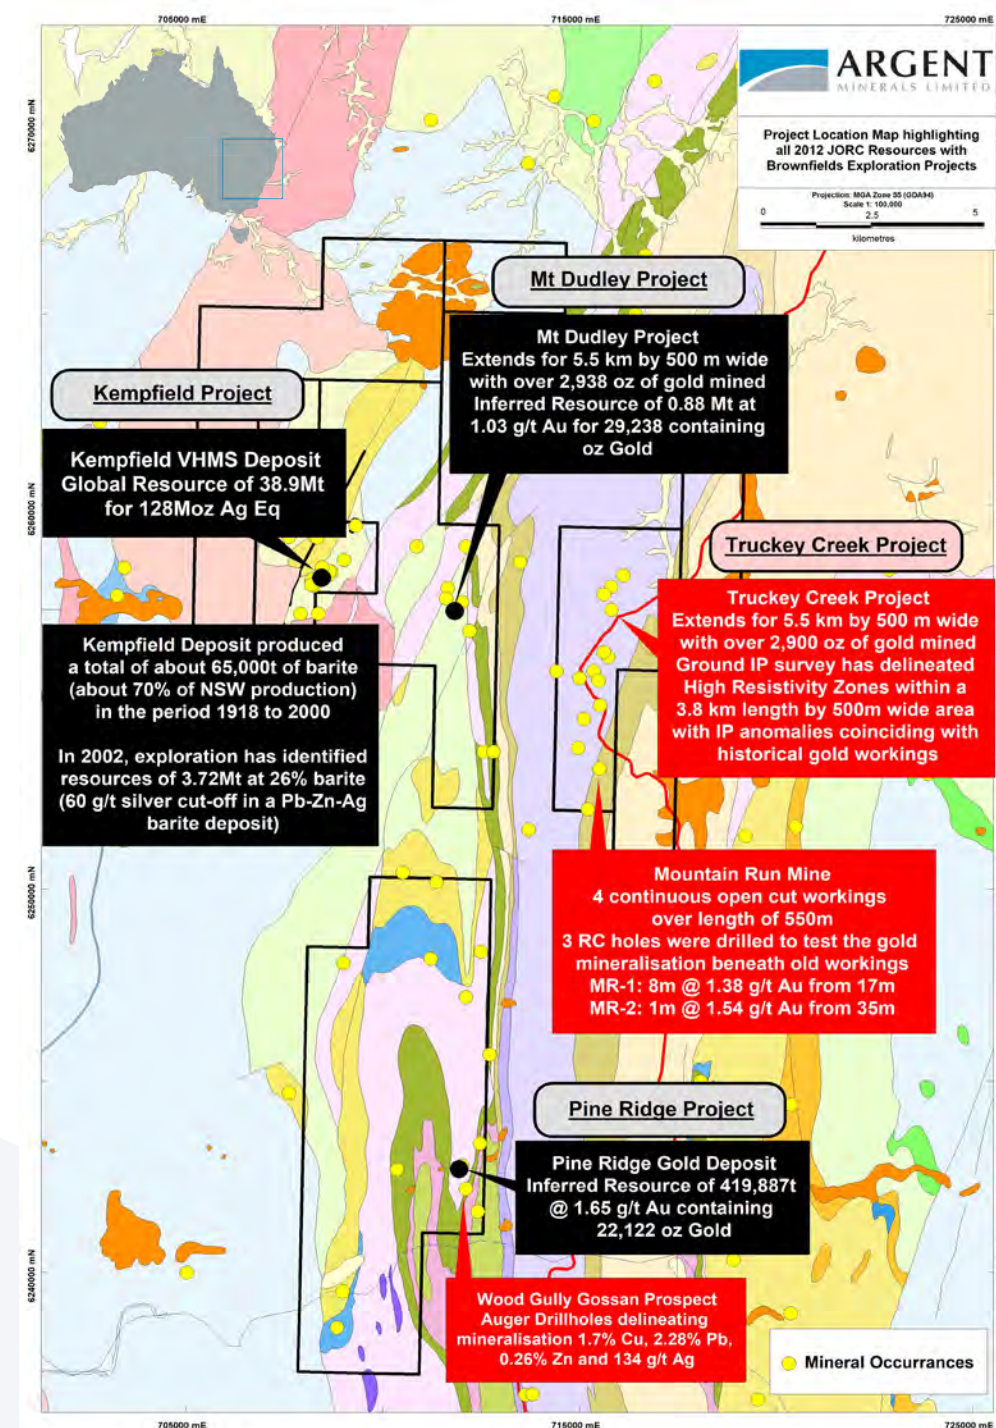 705000 mE
715000 mE
725000 mE
ARGENT
MINERALS LIMITED
Project Location Map highlighting
all 2012 JORC Resources with
Brownfields Exploration Projects
Projection: MGA Zone 55 (GDA94)
Scale 1: 100,000
0 2.5 5
kilometres
6270000 mN
Mt Dudley Project
Mt Dudley Project
Extends for 5.5 km by 500 m wide
with over 2,938 oz of gold mined
Inferred Resource of 0.88 Mt at
1.03 g/t Au for 29,238 containing
oz Gold
Kempfield Project
Kempfield VHMS Deposit
Global Resource of 38.9Mt
for 128Moz Ag Eq
6260000 mN
Truckey Creek Project
Truckey Creek Project
Extends for 5.5 km by 500 m wide
with over 2,900 oz of gold mined
Ground IP survey has delineated
High Resistivity Zones within a
3.8 km length by 500m wide area
with IP anomalies coinciding with
historical gold workings
Kempfield Deposit produced
a total of about 65,000t of barite
(about 70% of NSW production)
in the period 1918 to 2000
In 2002, exploration has identified
resources of 3.72Mt at 26% barite
(60 g/t silver cut-off in a Pb-Zn-Ag
barite deposit)
6250000 mN
Mountain Run Mine
4 continuous open cut workings
over length of 550m
3 RC holes were drilled to test the gold
mineralisation beneath old workings
MR-1: 8m @ 1.38 g/t Au from 17m
MR-2: 1m @ 1.54 g/t Au from 35m
Pine Ridge Project
Pine Ridge Gold Deposit
Inferred Resource of 419,887t
@ 1.65 g/t Au containing
22,122 oz Gold
6240000 mN
Wood Gully Gossan Prospect
Auger Drillholes delineating
mineralisation 1.7% Cu, 2.28% Pb,
0.26% Zn and 134 g/t Ag
Mineral Occurrances
705000 mE
715000 mE
725000 mE